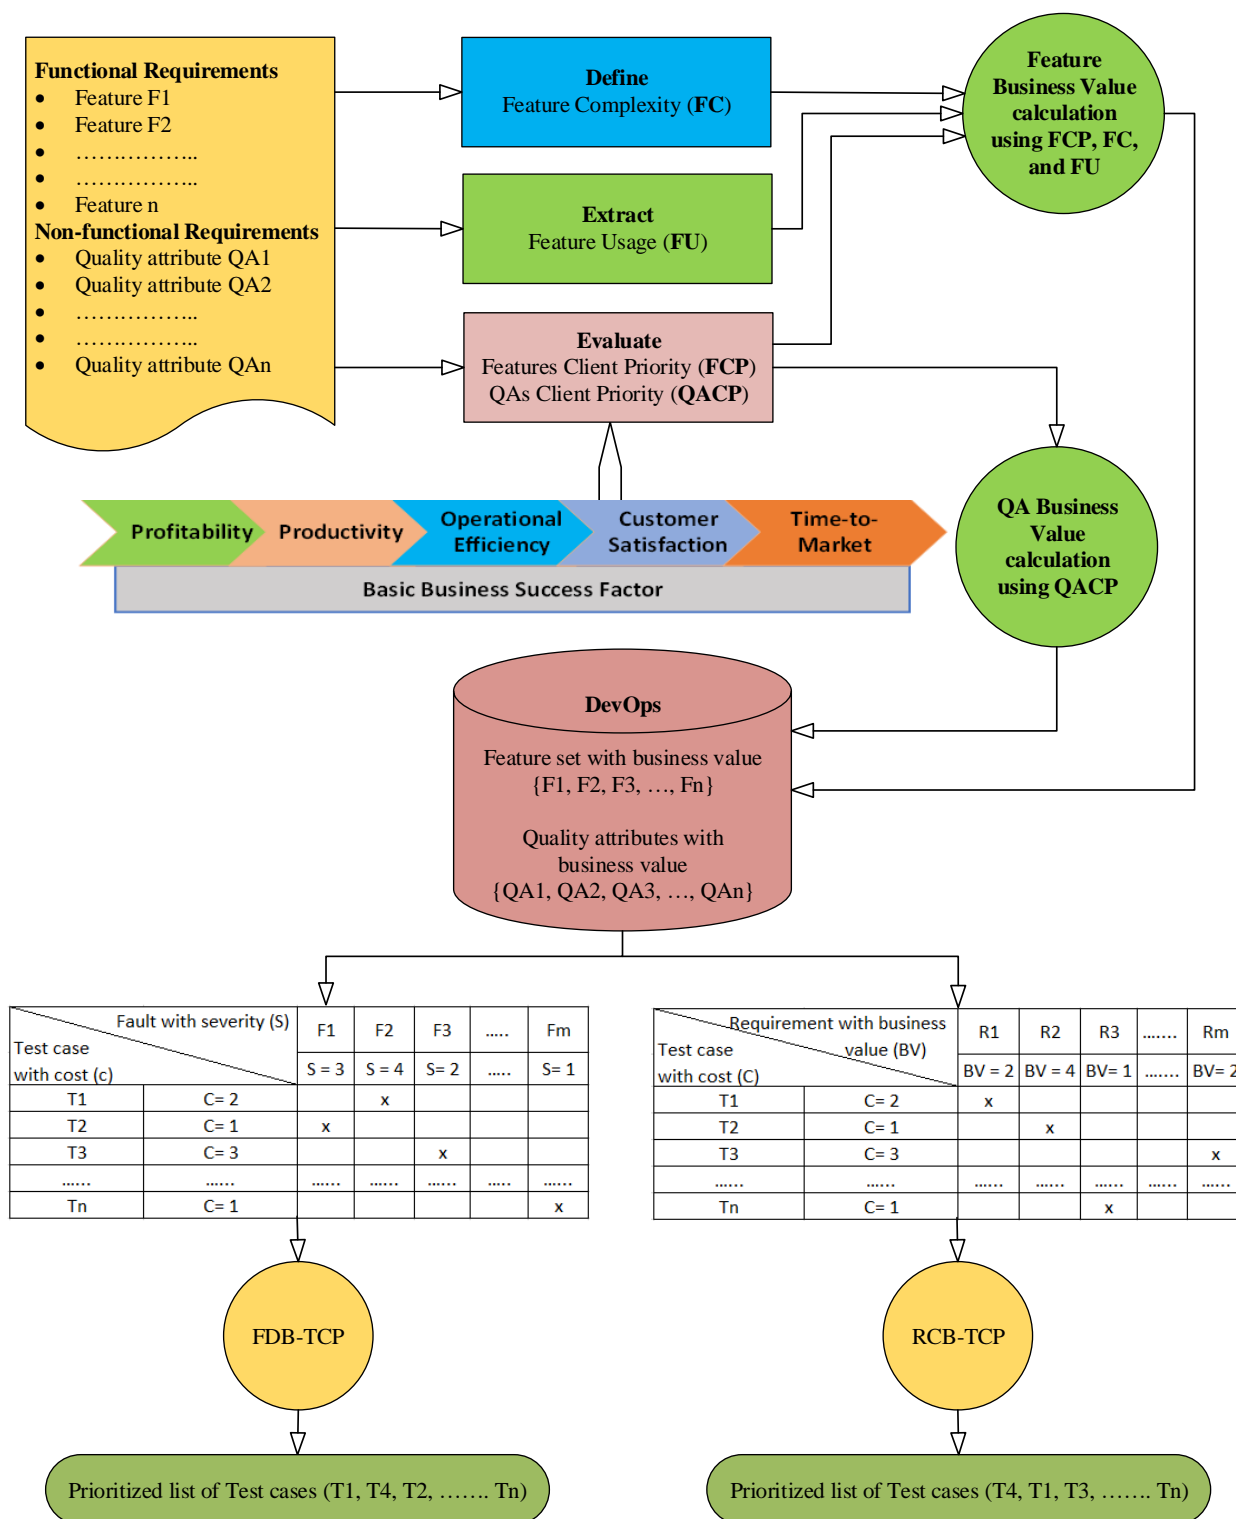 Functional Requirements
• Feature F1
• Feature F2
• ……………..
• ……………..
• Feature n
Non-functional Requirements
• Quality attribute QA1
• Quality attribute QA2
• ……………..
• ……………..
• Quality attribute QAn
Define
Feature Complexity (FC)
Extract
Feature Usage (FU)
Evaluate
Features Client Priority (FCP)
QAs Client Priority (QACP)
Feature
Business Value
calculation
using FCP, FC,
and FU
Profitability
Productivity
Operational
Efficiency
Customer
Satisfaction
Time-to-
Market
Basic Business Success Factor
QA Business
Value
calculation
using QACP
DevOps
Feature set with business value
{F1, F2, F3, …, Fn}
Quality attributes with
business value
{QA1, QA2, QA3, …, QAn}
Fault with severity (S)
Test case
with cost (c)
F1 F2 F3 ….. Fm
S = 3 S = 4 S= 2 ….. S= 1
T1 C= 2 x
T2 C= 1 x
T3 C= 3 x
…... …... …... …... …... ….. …...
Tn C= 1 x
Requirement with business
value (BV)
Test case
with cost (C)
R1 R2 R3 ….... Rm
BV = 2 BV = 4 BV= 1 ….... BV= 2
T1 C= 2 x
T2 C= 1 x
T3 C= 3 x
…... …... …... …... …... …... …...
Tn C= 1 x
FDB-TCP
RCB-TCP
Prioritized list of Test cases (T1, T4, T2, ……. Tn)
Prioritized list of Test cases (T4, T1, T3, ……. Tn)